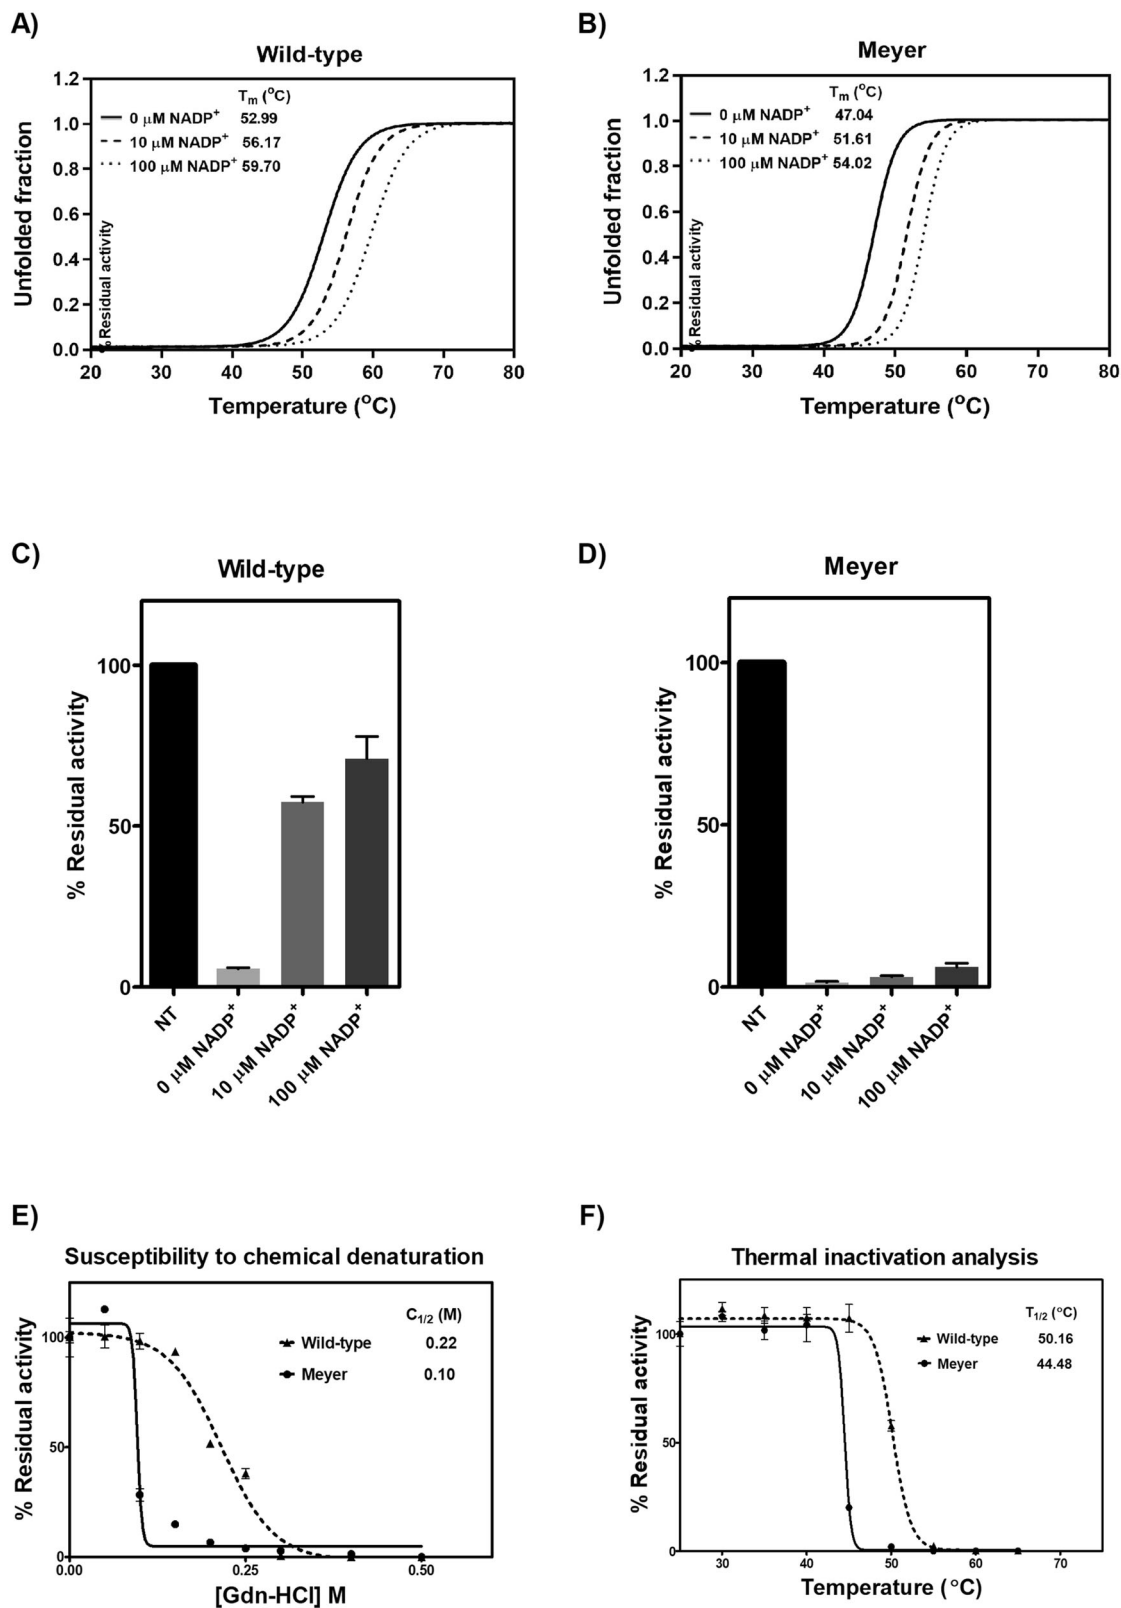 A)
Wild-type
Unfolded fraction
1.2
1.0
0.8
0.6
0.4
0.2
0.0
Tm (°C)
0 μM NADP+ 52.99
10 μM NADP+ 56.17
100 μM NADP+ 59.70
% Residual activity
20 30 40 50 60 70 80
Temperature (°C)
B)
Meyer
Unfolded fraction
1.2
1.0
0.8
0.6
0.4
0.2
0.0
Tm (°C)
0 μM NADP+ 47.04
10 μM NADP+ 51.61
100 μM NADP+ 54.02
% Residual activity
20 30 40 50 60 70 80
Temperature (°C)
C)
Wild-type
% Residual activity
100
50
0
NT
0 μM NADP+
10 μM NADP+
100 μM NADP+
D)
Meyer
% Residual activity
100
50
0
NT
0 μM NADP+
10 μM NADP+
100 μM NADP+
E)
Susceptibility to chemical denaturation
% Residual activity
100
50
0
C1/2 (M)
Wild-type 0.22
Meyer 0.10
0.00 0.25 0.50
[Gdn-HCl] M
F)
Thermal inactivation analysis
% Residual activity
100
50
0
T1/2 (°C)
Wild-type 50.16
Meyer 44.48
30 40 50 60 70
Temperature (°C)